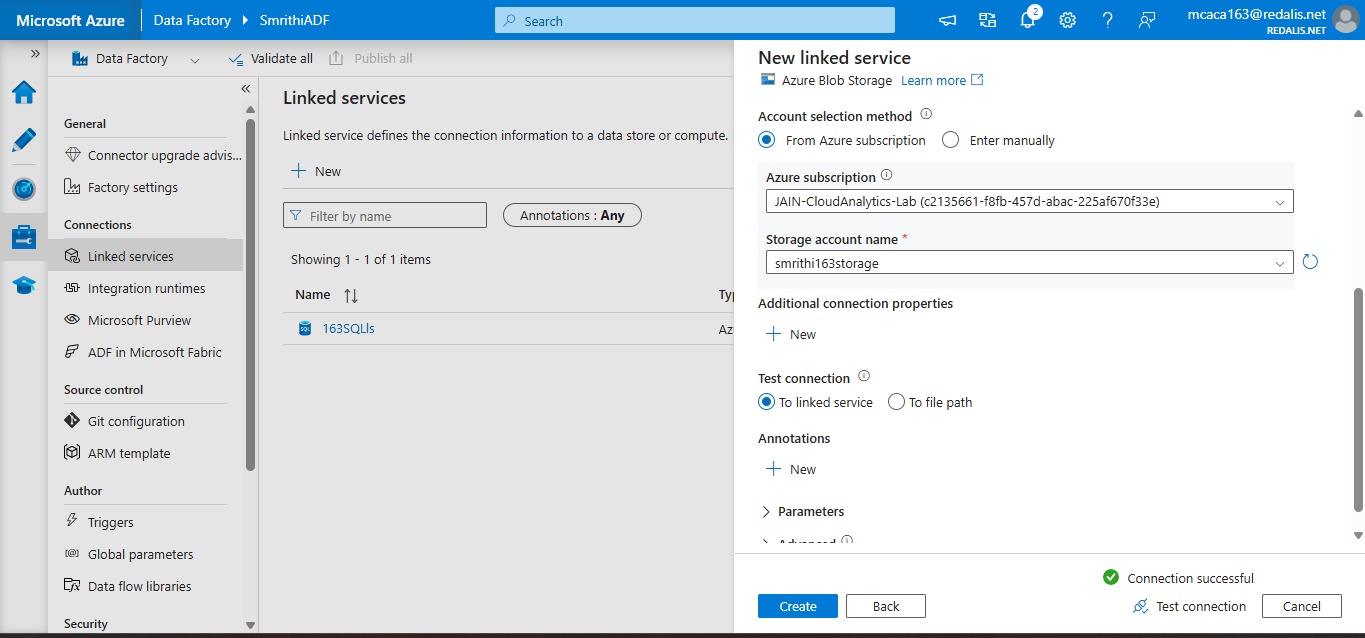 Microsoft Azure
Data Factory
SmrithiADF
Search
2
mcaca163@redalis.net
REDALIS.NET
Data Factory
Validate all
Publish all
General
Connector upgrade advis...
Factory settings
Connections
Linked services
Integration runtimes
Microsoft Purview
ADF in Microsoft Fabric
Source control
Git configuration
ARM template
Author
Triggers
Global parameters
Data flow libraries
Security
Linked services
Linked service defines the connection information to a data store or compute.
New
Filter by name
Annotations : Any
Showing 1 - 1 of 1 items
Name
Typ
SQL
163SQLls
Az
New linked service
Azure Blob Storage Learn more
Account selection method
From Azure subscription Enter manually
Azure subscription
JAIN-CloudAnalytics-Lab (c2135661-f8fb-457d-abac-225af670f33e)
Storage account name *
smrithi163storage
Additional connection properties
New
Test connection
To linked service To file path
Annotations
New
Parameters
Advanced
Connection successful
Create Back Test connection Cancel